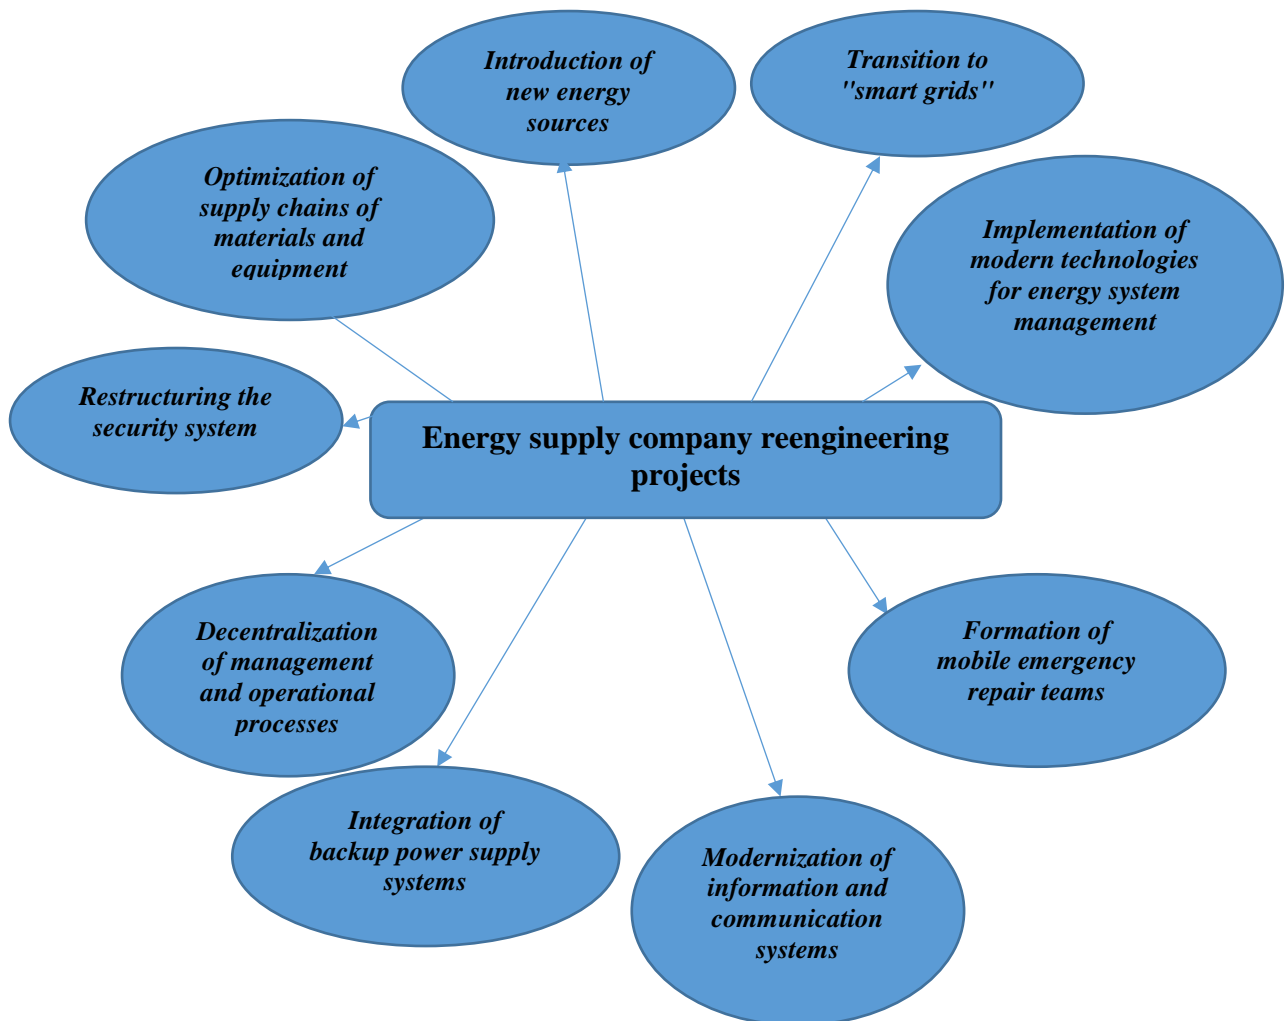 Introduction of
new energy
sources
Transition to
"smart grids"
Optimization of
supply chains of
materials and
equipment
Implementation of
modern technologies
for energy system
management
Restructuring the
security system
Energy supply company reengineering
projects
Decentralization
of management
and operational
processes
Formation of
mobile emergency
repair teams
Integration of
backup power supply
systems
Modernization of
information and
communication
systems